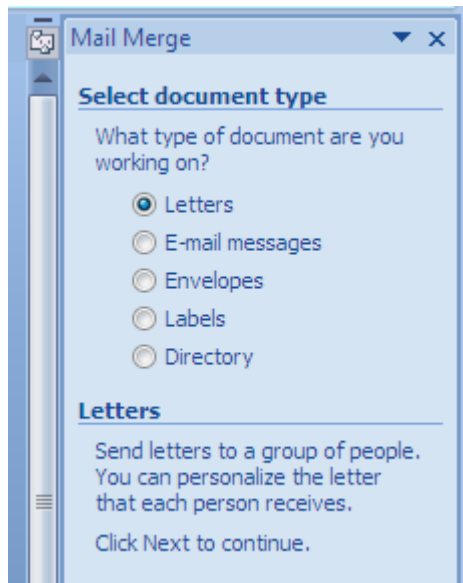 Mail Merge
Select document type
What type of document are you
working on?
Letters
E-mail messages
Envelopes
Labels
Directory
Letters
Send letters to a group of people.
You can personalize the letter
that each person receives.
Click Next to continue.